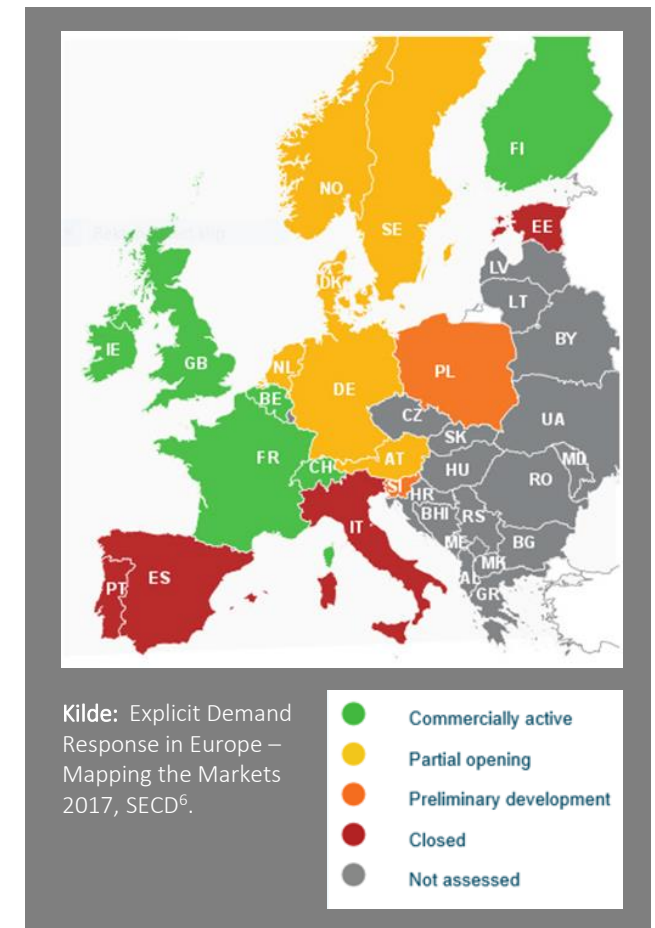 FI
NO
SE
EE
LV
DK
LT
BY
IE
GB
NL
DE
PL
BE
CZ
UA
SK
FR
CH
AT
HU
MD
RO
SI
HR
BHI
RS
IT
ME
BG
MK
AL
GR
PT
ES
Kilde: Explicit Demand
Response in Europe –
Mapping the Markets
2017, SECD⁶.
Commercially active
Partial opening
Preliminary development
Closed
Not assessed